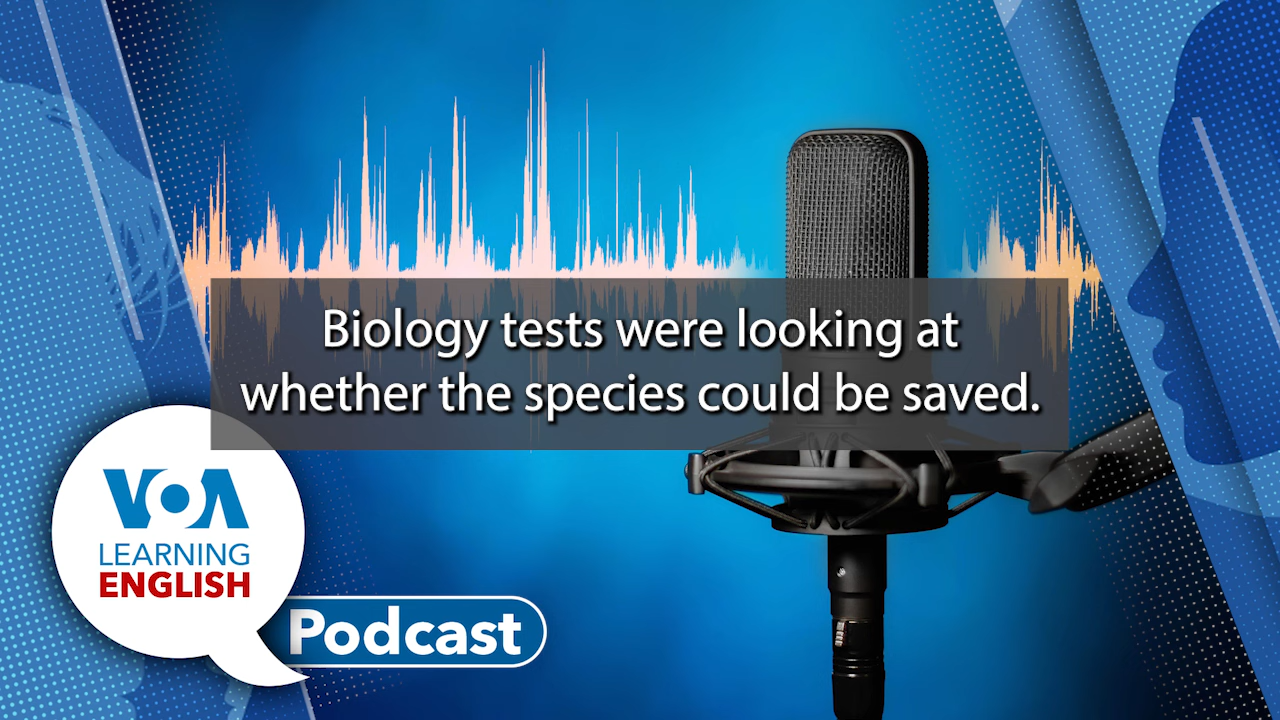 Biology tests were looking at
whether the species could be saved.
VOA
LEARNING
ENGLISH
Podcast